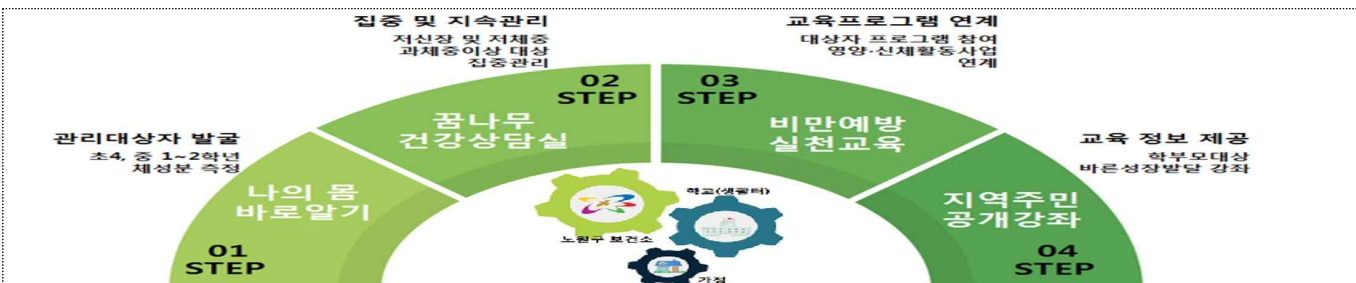 집중 및 지속관리
저신장 및 저체중
과체중이상 대상
집중관리
교육프로그램 연계
대상자 프로그램 참여
영양·신체활동사업
연계
02
STEP
03
STEP
꿈나무
건강상담실
비만예방
실천교육
관리대상자 발굴
초4, 중 1~2학년
체성분 측정
교육 정보 제공
학부모대상
바른성장발달 강좌
나의 몸
바로알기
학교(생활터)
지역주민
공개강좌
노원구 보건소
01
STEP
04
STEP
가정